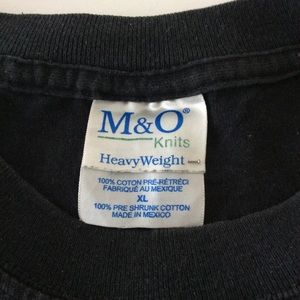 M&O®
Knits
HeavyWeight
100% COTON PRÉ-RÉTRÉCI
FABRIQUÉ AU MEXIQUE
XL
100% PRE SHRUNK COTTON
MADE IN MEXICO